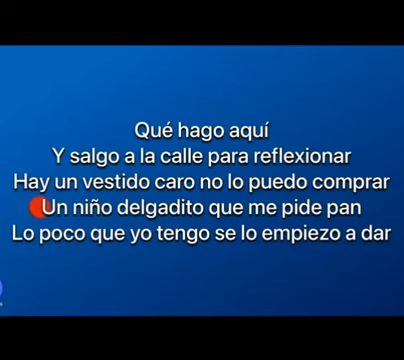 Qué hago aquí
Y salgo a la calle para reflexionar
Hay un vestido caro no lo puedo comprar
Un niño delgadito que me pide pan
Lo poco que yo tengo se lo empiezo a dar